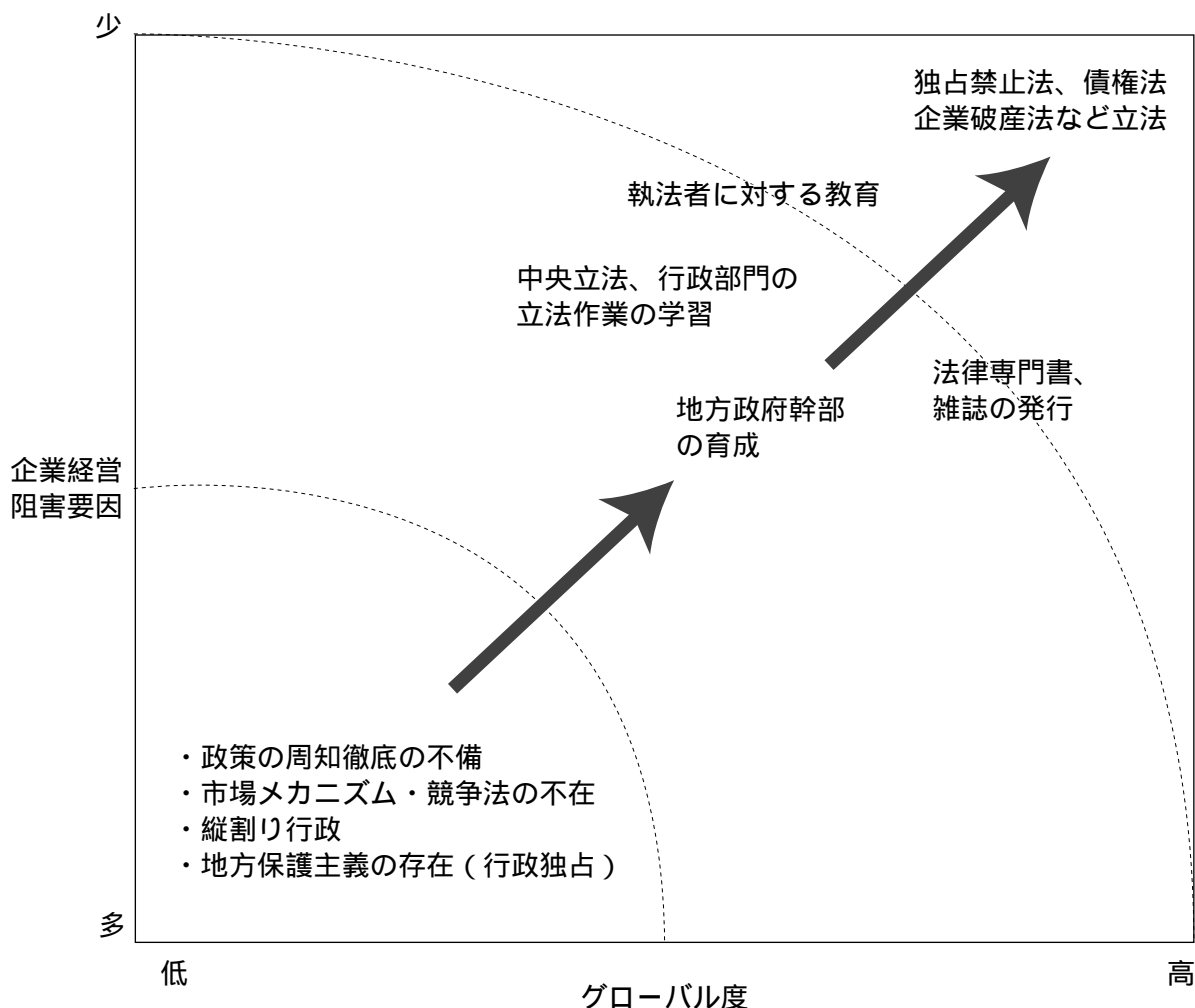 少
独占禁止法、債権法
企業破産法など立法
執法者に対する教育
中央立法、行政部門の
立法作業の学習
法律専門書、
雑誌の発行
地方政府幹部
の育成
企業経営
阻害要因
・政策の周知徹底の不備
・市場メカニズム・競争法の不在
・縦割り行政
・地方保護主義の存在(行政独占)
多
低
高
グローバル度